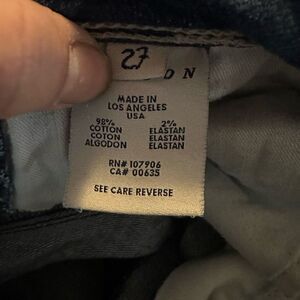 27
O N
MADE IN
LOS ANGELES
USA
98% 2%
COTTON ELASTAN
COTON ELASTAN
ALGODON ELASTAN
RN# 107906
CA# 00635
SEE CARE REVERSE